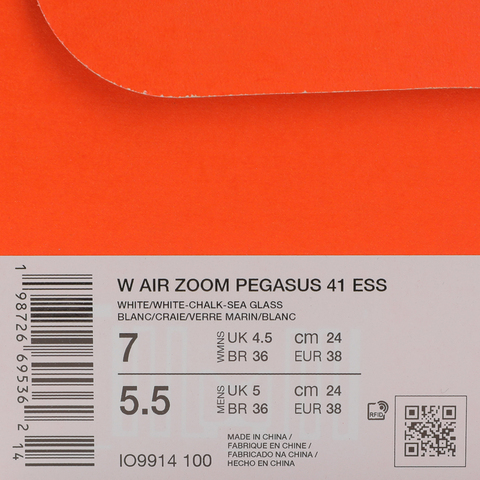 W AIR ZOOM PEGASUS 41 ESS
WHITE/WHITE-CHALK-SEA GLASS
BLANC/CRAIE/VERRE MARIN/BLANC
7 WMNS UK 4.5 cm 24
BR 36 EUR 38
5.5 MENS UK 5 cm 24
BR 36 EUR 38
RFID
MADE IN CHINA /
FABRIQUE EN CHINE /
FABRICADO NA CHINA /
HECHO EN CHINA
IO9914 100
1 98726 69536 2 14